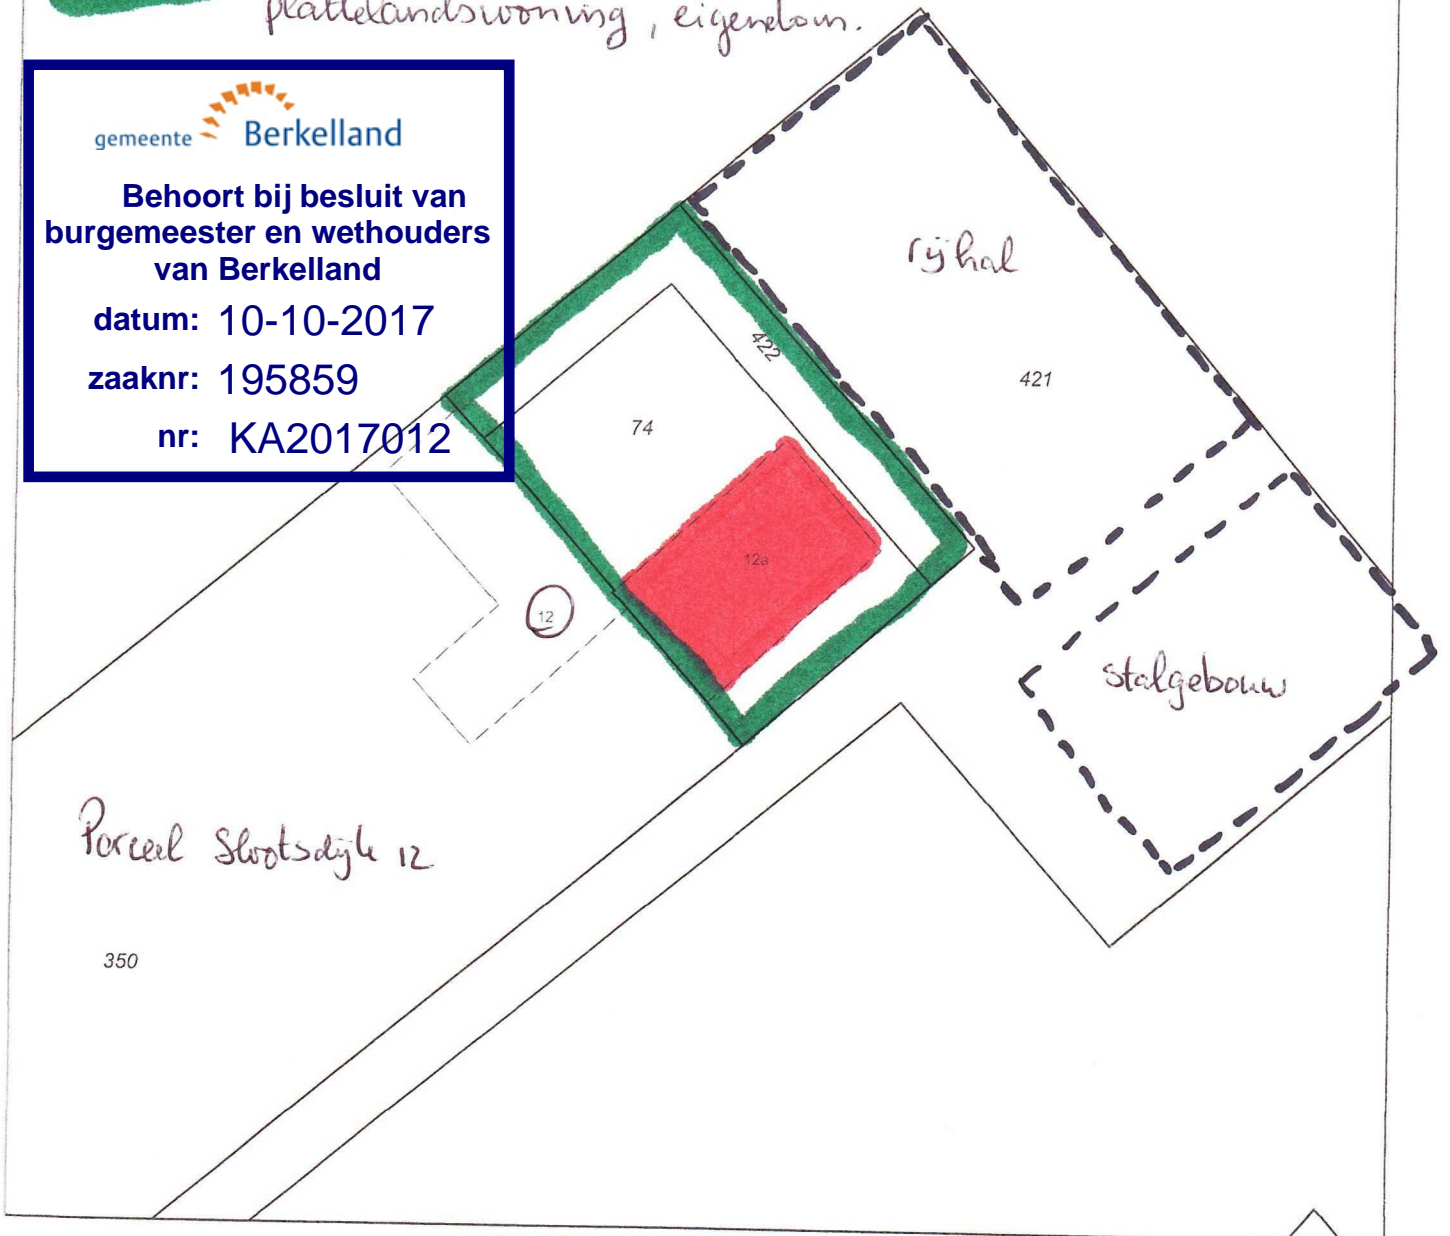 plattelandswoning, eigendom.
gemeente Berkelland
Behoort bij besluit van
burgemeester en wethouders
van Berkelland
datum: 10-10-2017
zaaknr: 195859
nr: KA2017012
rijhal
422
421
74
12a
12
stalgebouw
Perceel Slootsdijk 12
350